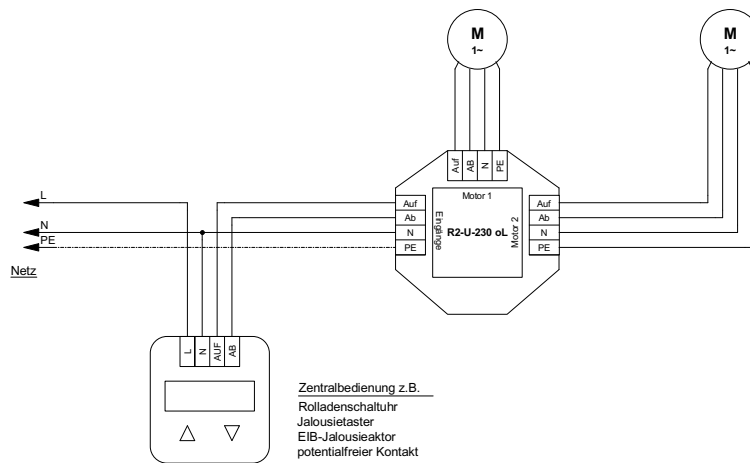 M
1~
M
1~
Auf
AB
N
PE
Motor 1
L
N
PE
Netz
Auf
Ab
N
PE
Eingänge
R2-U-230 oL
Motor 2
Auf
Ab
N
PE
L
N
AUF
AB
Zentralbedienung z.B.
Rolladenschaltuhr
Jalousietaster
EIB-Jalousieaktor
potentialfreier Kontakt